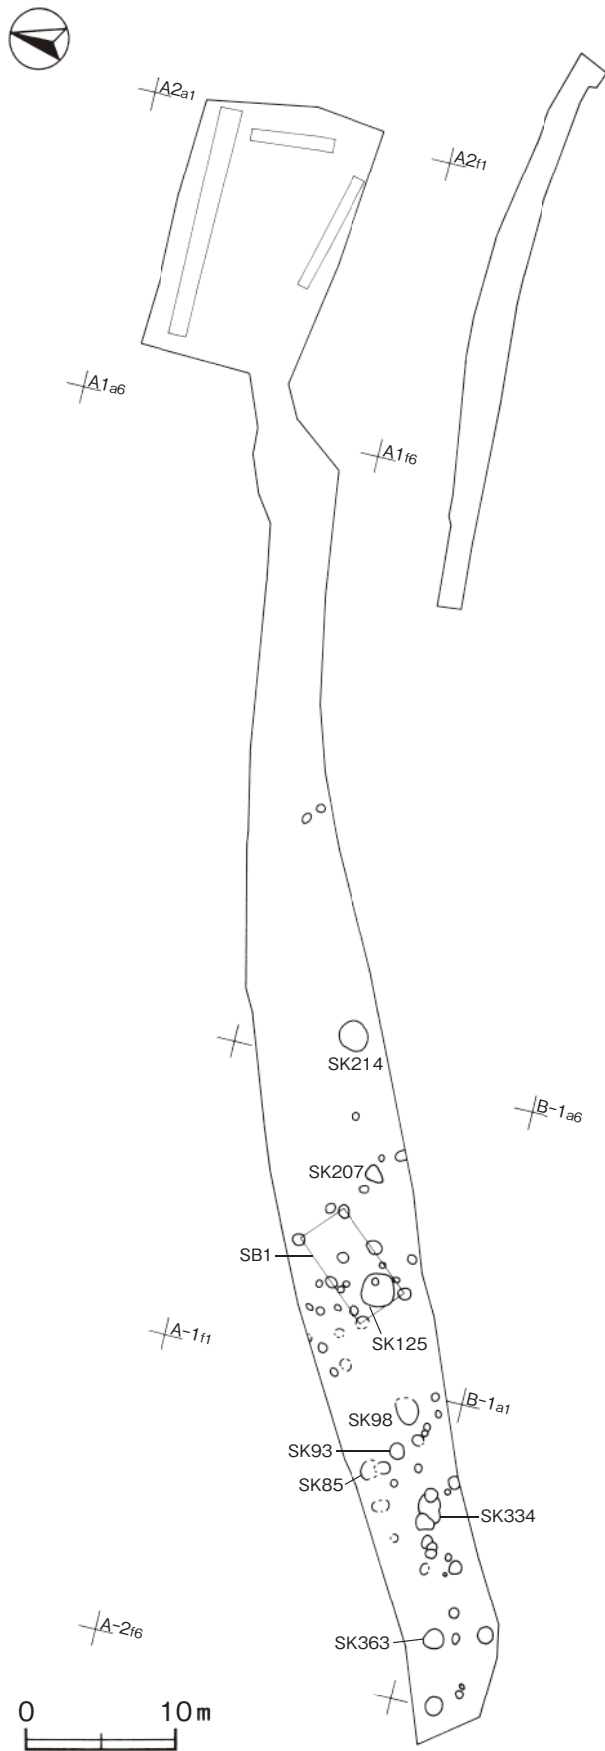 A2a1
A2f1
A1a6
A1f6
SK214
B-1a6
SK207
SB1
A-1f1
SK125
B-1a1
SK98
SK93
SK85
SK334
A-2f6
SK363
0 10m